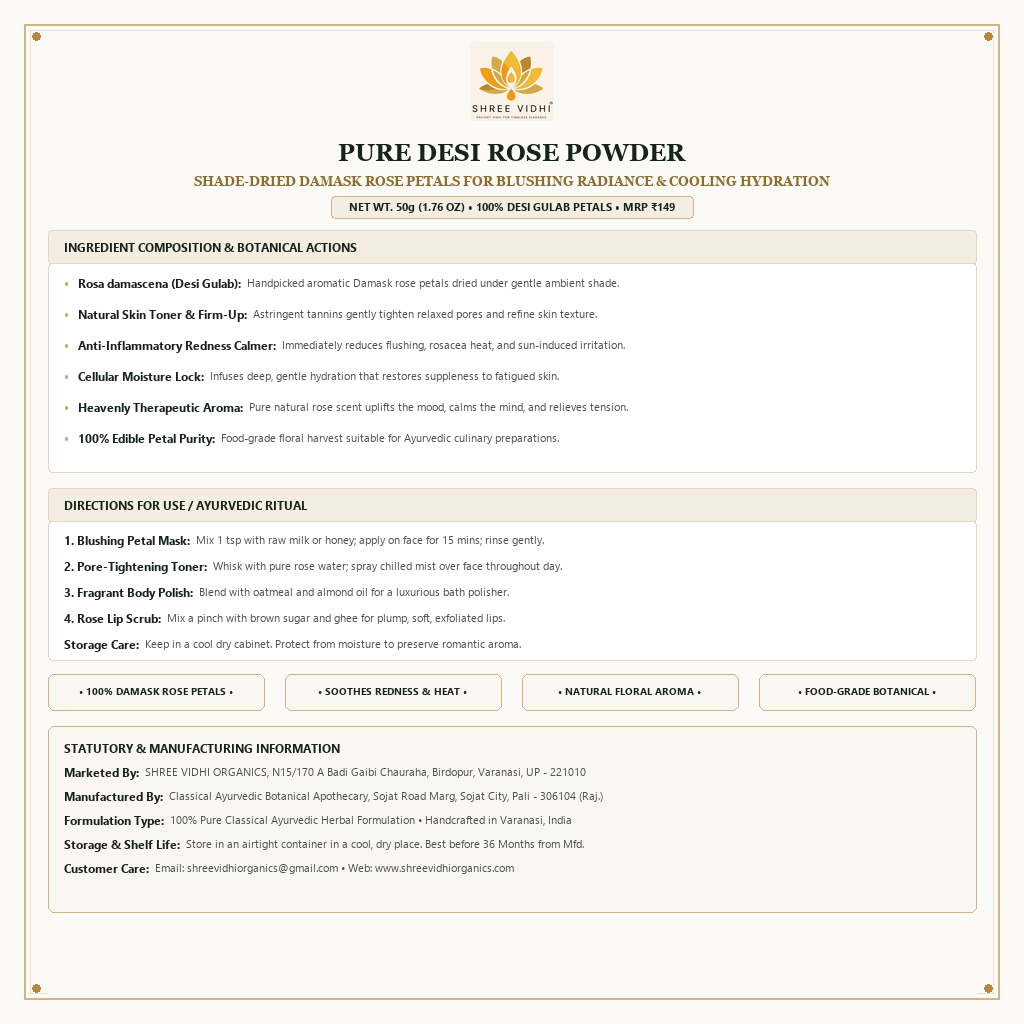 SHREE VIDHI
ANCIENT VIDHI FOR TIMELESS ELEGANCE
PURE DESI ROSE POWDER
SHADE-DRIED DAMASK ROSE PETALS FOR BLUSHING RADIANCE & COOLING HYDRATION
NET WT. 50g (1.76 OZ) • 100% DESI GULAB PETALS • MRP ₹149
INGREDIENT COMPOSITION & BOTANICAL ACTIONS
• Rosa damascena (Desi Gulab): Handpicked aromatic Damask rose petals dried under gentle ambient shade.
• Natural Skin Toner & Firm-Up: Astringent tannins gently tighten relaxed pores and refine skin texture.
• Anti-Inflammatory Redness Calmer: Immediately reduces flushing, rosacea heat, and sun-induced irritation.
• Cellular Moisture Lock: Infuses deep, gentle hydration that restores suppleness to fatigued skin.
• Heavenly Therapeutic Aroma: Pure natural rose scent uplifts the mood, calms the mind, and relieves tension.
• 100% Edible Petal Purity: Food-grade floral harvest suitable for Ayurvedic culinary preparations.
DIRECTIONS FOR USE / AYURVEDIC RITUAL
1. Blushing Petal Mask: Mix 1 tsp with raw milk or honey; apply on face for 15 mins; rinse gently.
2. Pore-Tightening Toner: Whisk with pure rose water; spray chilled mist over face throughout day.
3. Fragrant Body Polish: Blend with oatmeal and almond oil for a luxurious bath polisher.
4. Rose Lip Scrub: Mix a pinch with brown sugar and ghee for plump, soft, exfoliated lips.
Storage Care: Keep in a cool dry cabinet. Protect from moisture to preserve romantic aroma.
• 100% DAMASK ROSE PETALS •
• SOOTHES REDNESS & HEAT •
• NATURAL FLORAL AROMA •
• FOOD-GRADE BOTANICAL •
STATUTORY & MANUFACTURING INFORMATION
Marketed By: SHREE VIDHI ORGANICS, N15/170 A Badi Gaibi Chauraha, Birdopur, Varanasi, UP - 221010
Manufactured By: Classical Ayurvedic Botanical Apothecary, Sojat Road Marg, Sojat City, Pali - 306104 (Raj.)
Formulation Type: 100% Pure Classical Ayurvedic Herbal Formulation • Handcrafted in Varanasi, India
Storage & Shelf Life: Store in an airtight container in a cool, dry place. Best before 36 Months from Mfd.
Customer Care: Email: shreevidhiorganics@gmail.com • Web: www.shreevidhiorganics.com